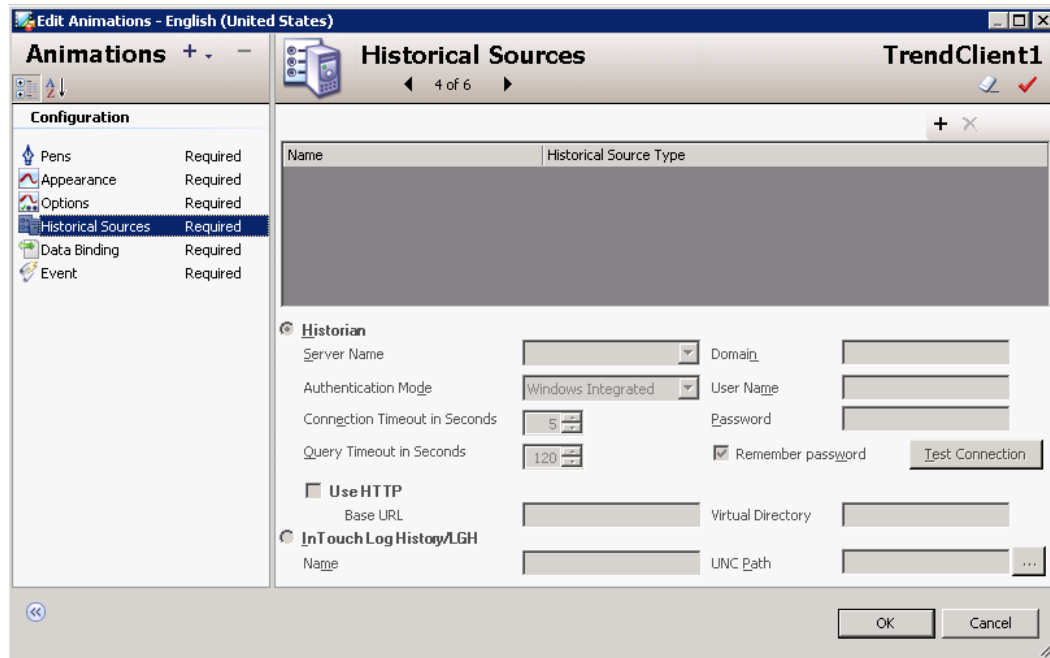 Edit Animations - English (United States)
Animations
Historical Sources
TrendClient1
4 of 6
Configuration
Pens Required
Appearance Required
Options Required
Historical Sources Required
Data Binding Required
Event Required
Name Historical Source Type
Historian
Server Name Domain
Authentication Mode Windows Integrated User Name
Connection Timeout in Seconds 5 Password
Query Timeout in Seconds 120 Remember password Test Connection
Use HTTP
Base URL Virtual Directory
InTouch Log History/LGH
Name UNC Path ...
OK Cancel